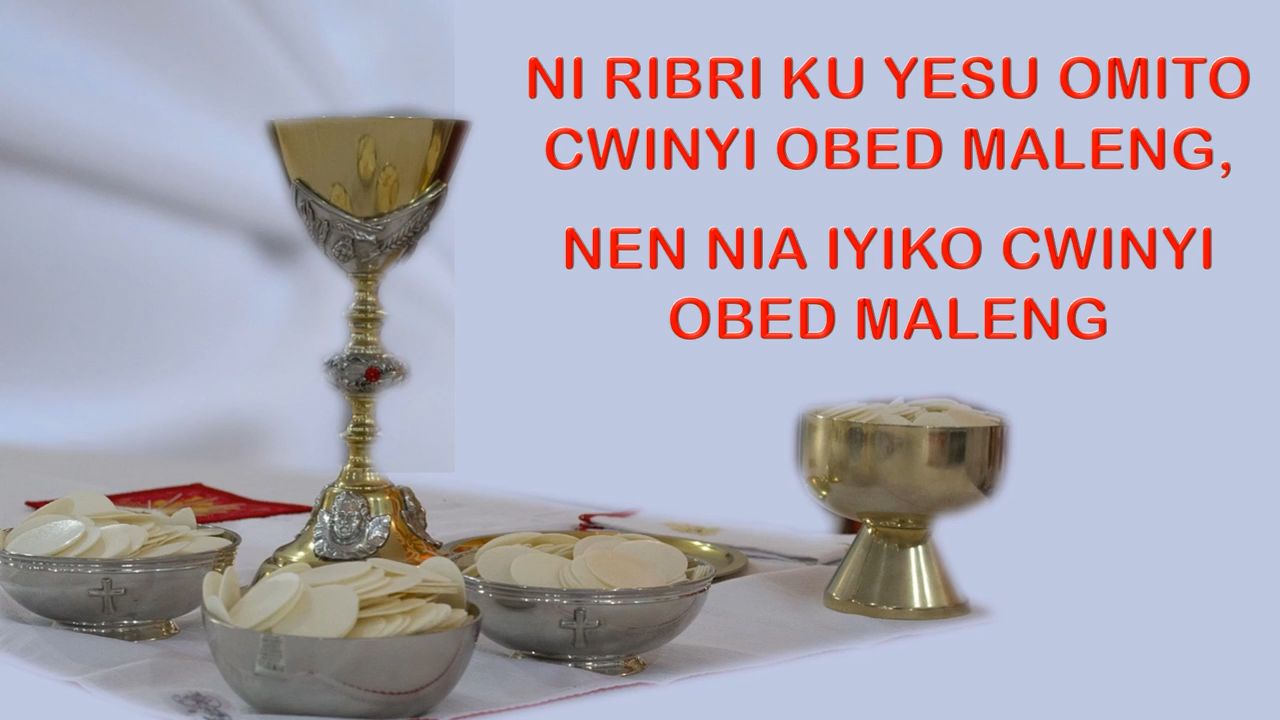 NI RIBRI KU YESU OMITO
CWINYI OBED MALENG,
NEN NIA IYIKO CWINYI
OBED MALENG